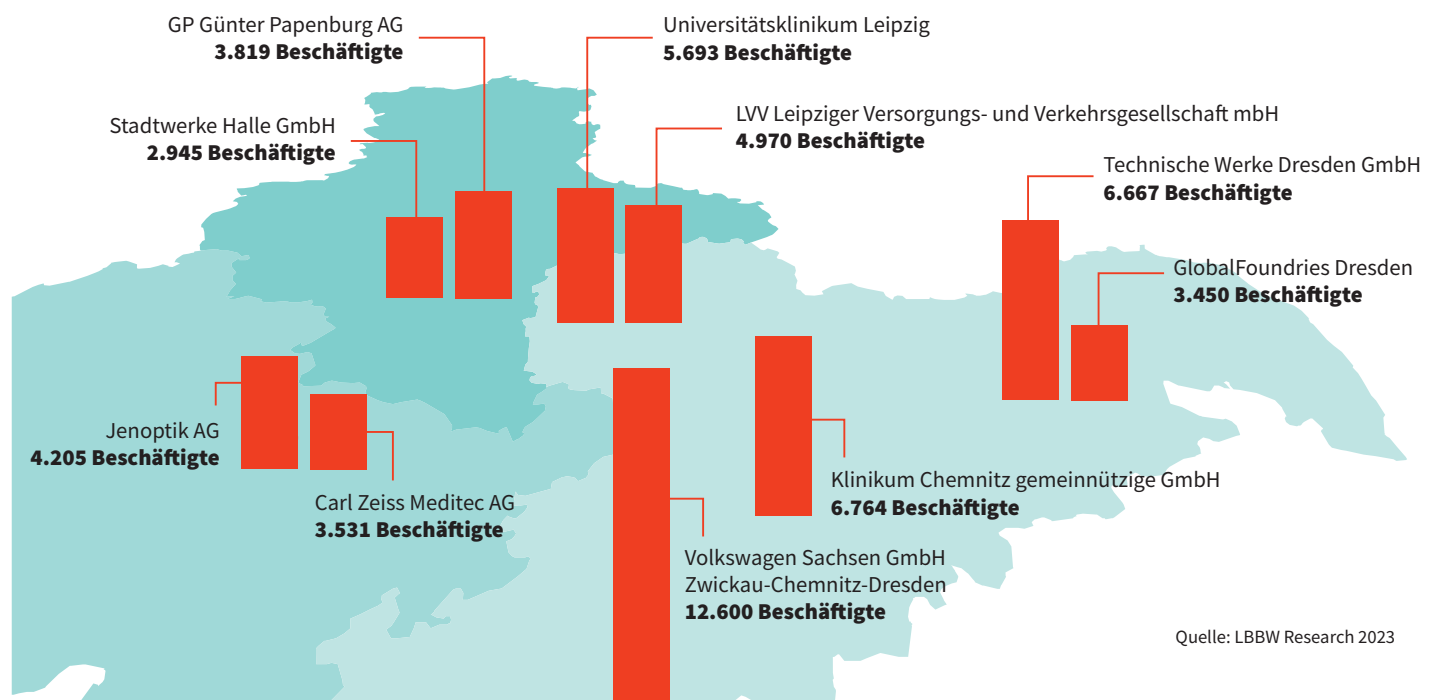 GP Günter Papenburg AG
3.819 Beschäftigte
Universitätsklinikum Leipzig
5.693 Beschäftigte
Stadtwerke Halle GmbH
2.945 Beschäftigte
LVV Leipziger Versorgungs- und Verkehrsgesellschaft mbH
4.970 Beschäftigte
Technische Werke Dresden GmbH
6.667 Beschäftigte
GlobalFoundries Dresden
3.450 Beschäftigte
Jenoptik AG
4.205 Beschäftigte
Carl Zeiss Meditec AG
3.531 Beschäftigte
Klinikum Chemnitz gemeinnützige GmbH
6.764 Beschäftigte
Volkswagen Sachsen GmbH
Zwickau-Chemnitz-Dresden
12.600 Beschäftigte
Quelle: LBBW Research 2023